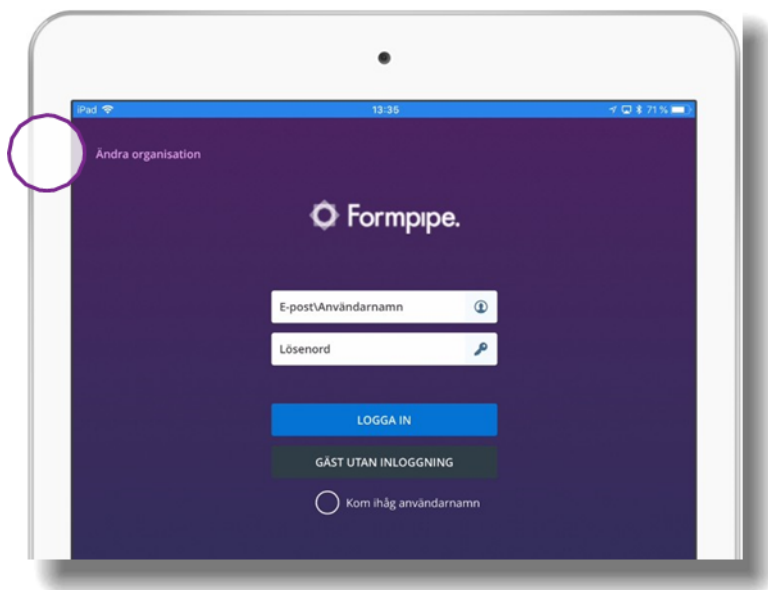 iPad 13:35 71 %
Ändra organisation
Formpipe.
E-post\Användarnamn
Lösenord
LOGGA IN
GÄST UTAN INLOGGNING
Kom ihåg användarnamn